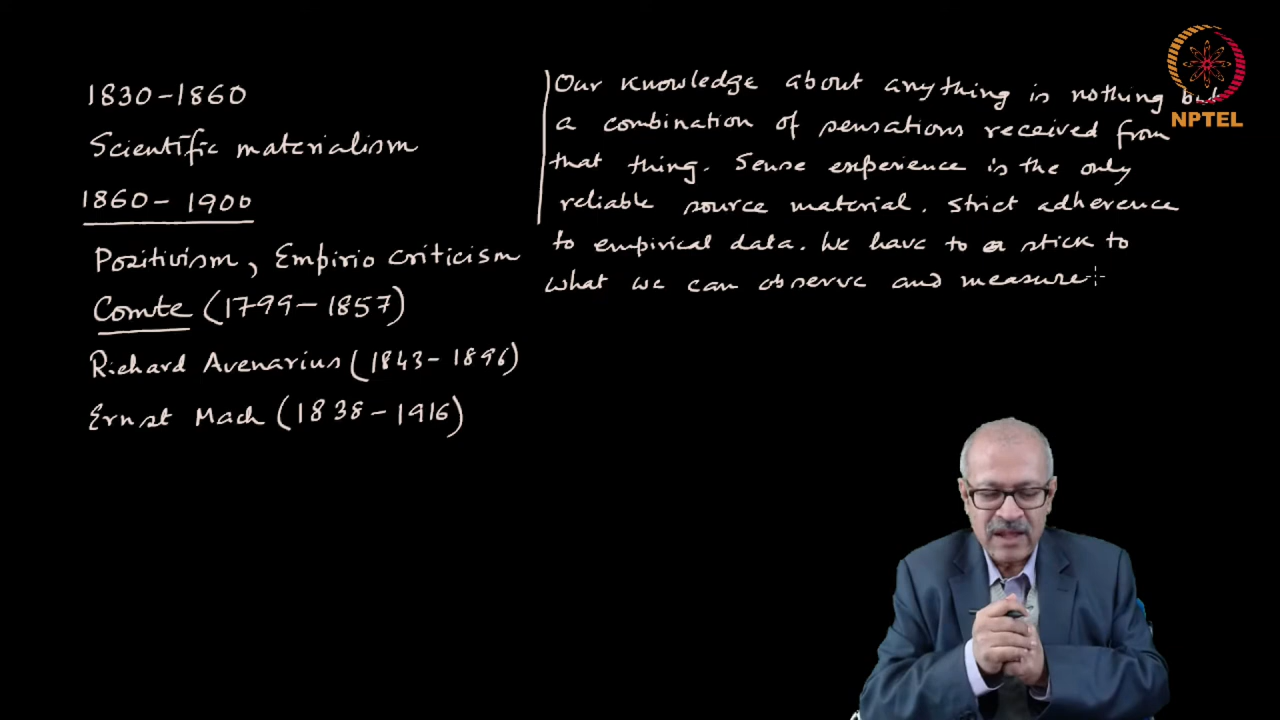 1830-1860
Scientific materialism
1860-1900
Positivism, Empirio criticism
Comte (1799-1857)
Richard Avenarius (1843-1896)
Ernst Mach (1838-1916)
Our knowledge about anything is nothing but
a combination of sensations received from
that thing. Sense experience is the only
reliable source material. Strict adherence
to empirical data. We have to a stick to
what we can observe and measure
NPTEL